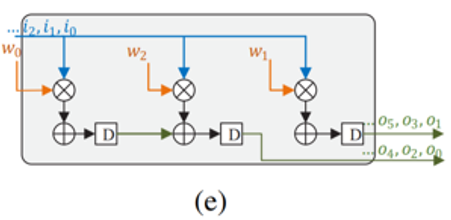 ...i₂, i₁, i₀
w₀
w₂
w₁
D
D
D
...o₅, o₃, o₁
...o₄, o₂, o₀
(e)